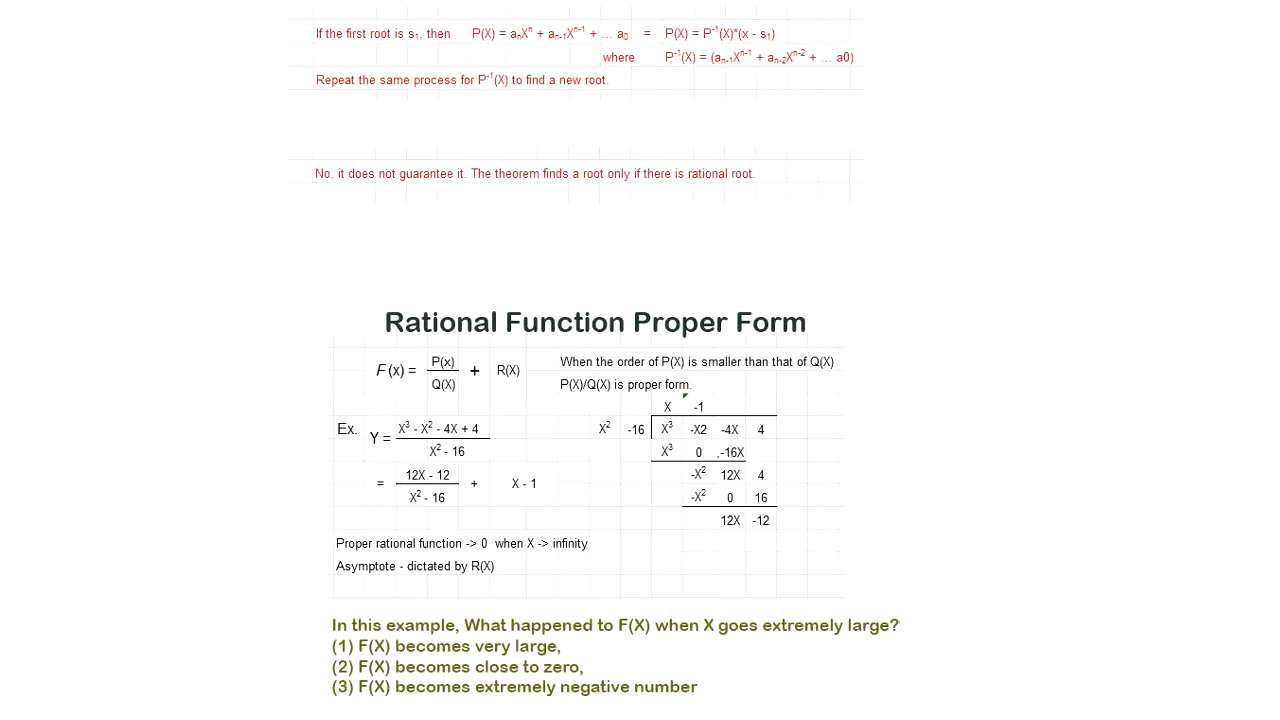 If the first root is s₁, then P(X) = aₙXⁿ + aₙ₋₁Xⁿ⁻¹ + ... a₀ = P(X) = P⁻¹(X)*(x - s₁)
where P⁻¹(X) = (aₙ₋₁Xⁿ⁻¹ + aₙ₋₂Xⁿ⁻² + ... a0)
Repeat the same process for P⁻¹(X) to find a new root.
No, it does not guarantee it. The theorem finds a root only if there is rational root.
Rational Function Proper Form
F(x) = P(x) / Q(X) + R(X)
When the order of P(X) is smaller than that of Q(X)
P(X)/Q(X) is proper form.
X -1
Ex. Y = X³ - X² - 4X + 4 / X² - 16
X² -16 X³ -X2 -4X 4
X³ 0 -16X
= 12X - 12 / X² - 16 + X - 1
-X² 12X 4
-X² 0 16
12X -12
Proper rational function -> 0 when X -> infinity
Asymptote - dictated by R(X)
In this example, What happened to F(X) when X goes extremely large?
(1) F(X) becomes very large,
(2) F(X) becomes close to zero,
(3) F(X) becomes extremely negative number